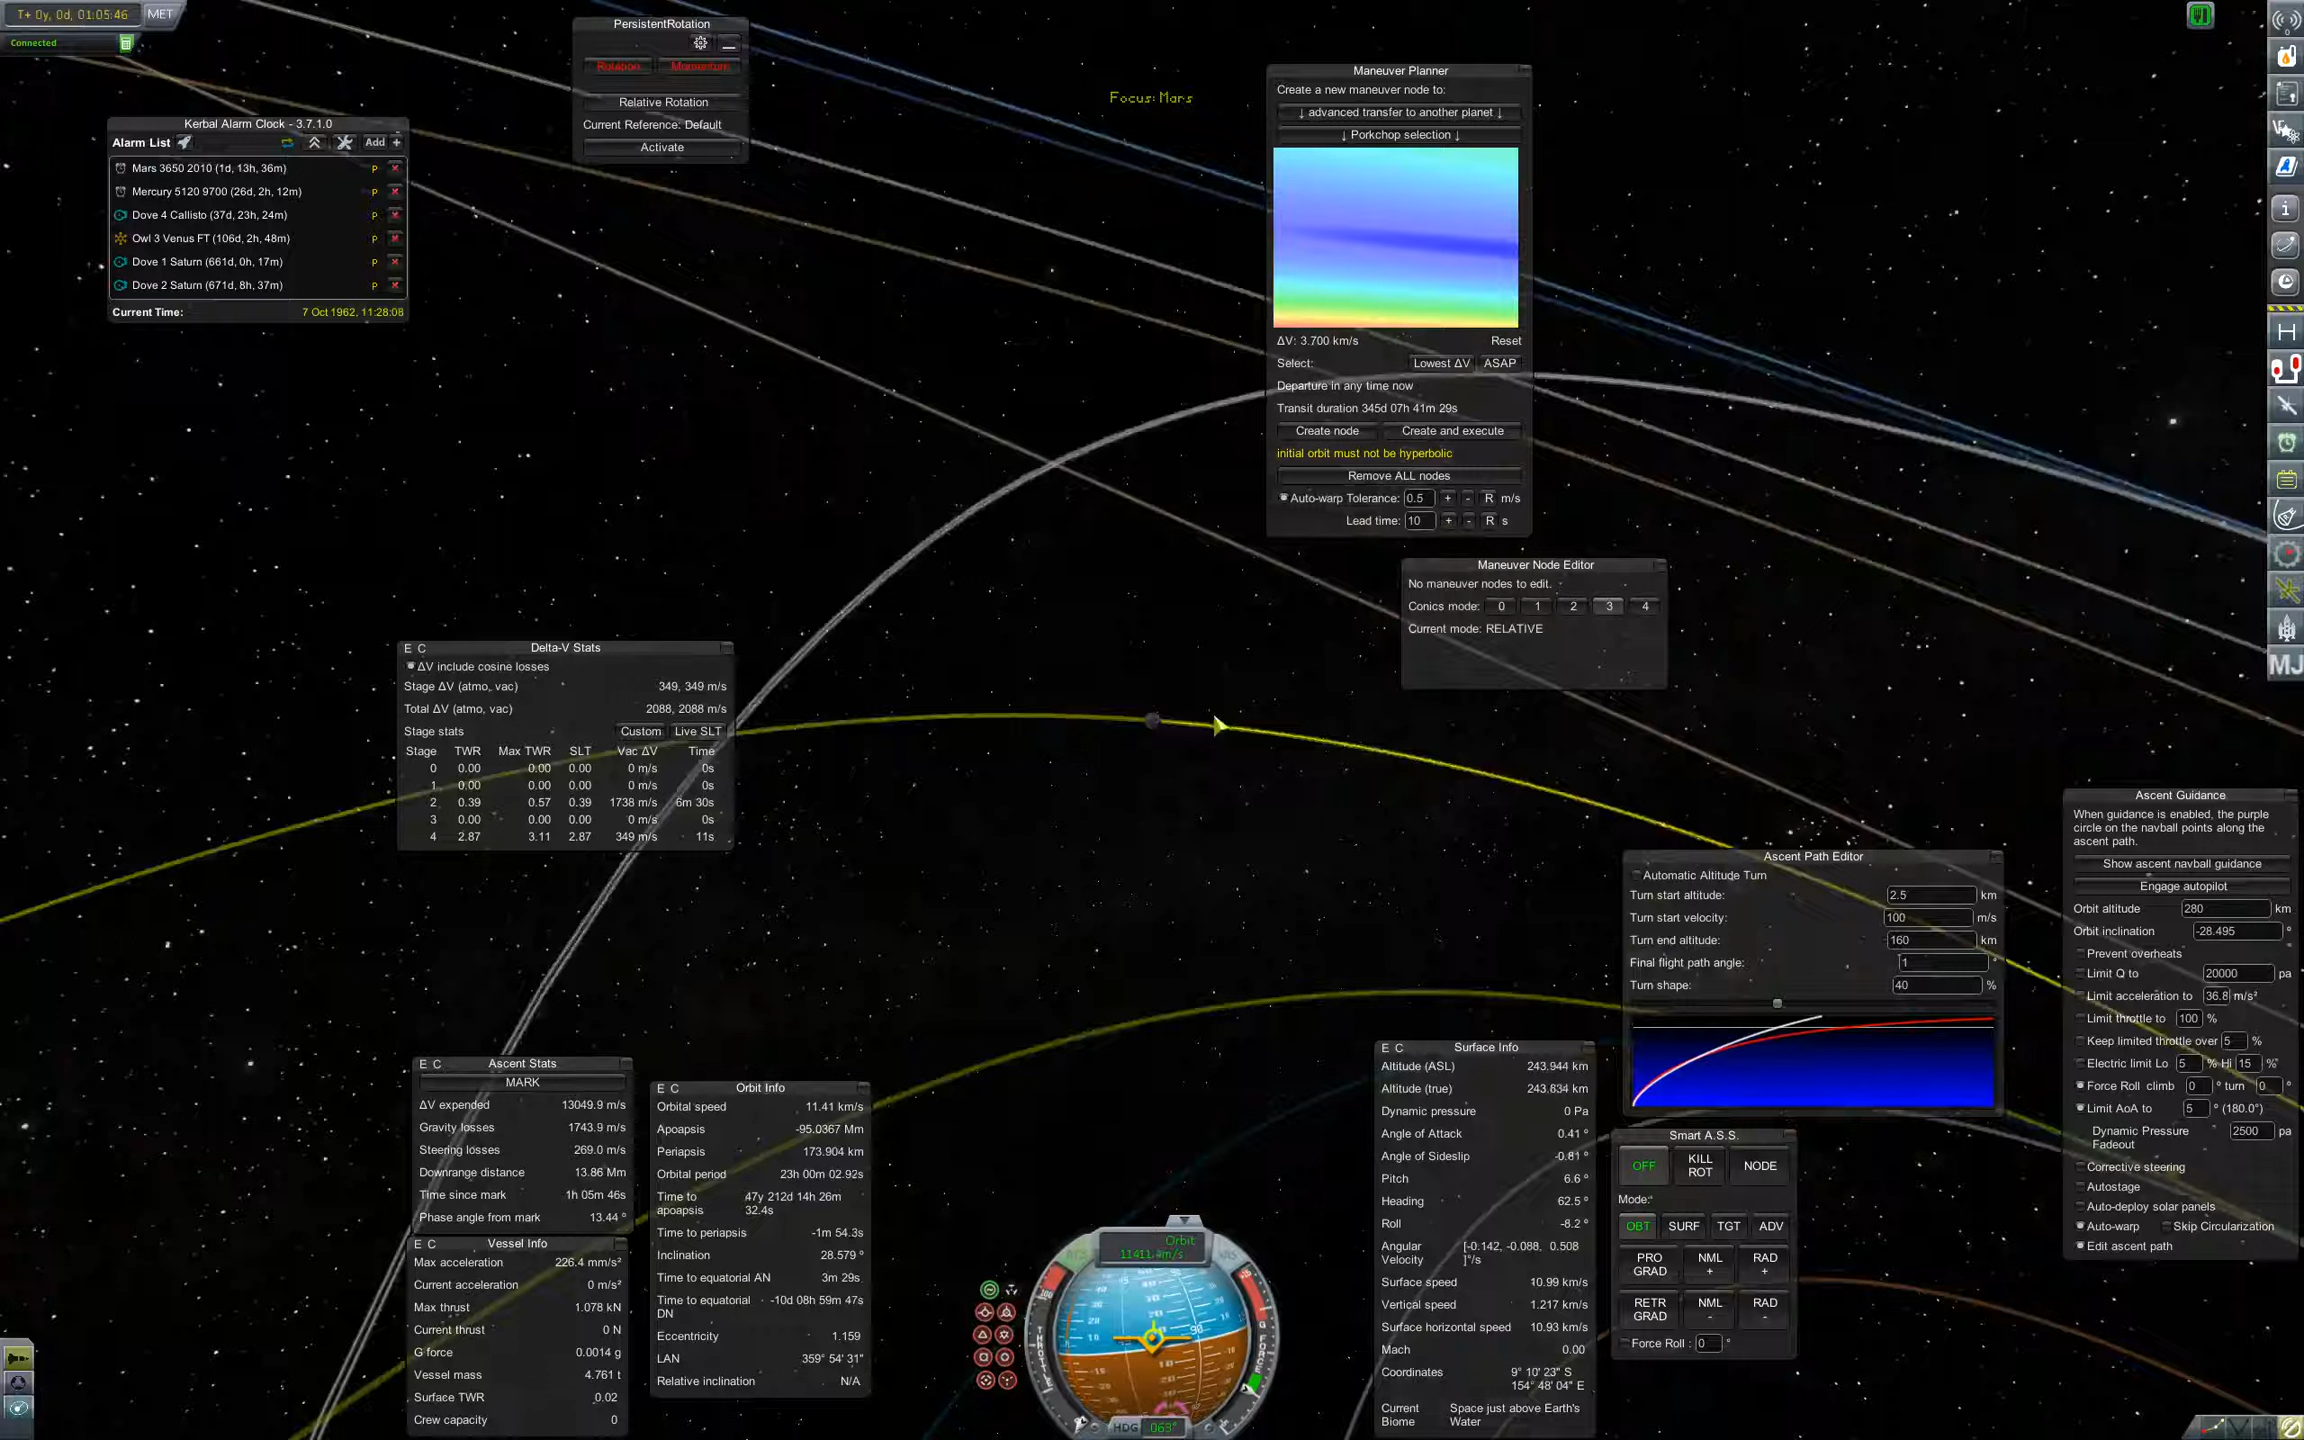 T+ 0y, 0d, 01:05:46 MET
Connected
PersistentRotation
Rotation Momentum
Relative Rotation
Current Reference: Default
Activate
Focus: Mars
Kerbal Alarm Clock - 3.7.1.0
Alarm List Add +
Mars 3650 2010 (1d, 13h, 36m) P
Mercury 5120 9700 (26d, 2h, 12m) P
Dove 4 Callisto (37d, 23h, 24m) P
Owl 3 Venus FT (106d, 2h, 48m) P
Dove 1 Saturn (661d, 0h, 17m) P
Dove 2 Saturn (671d, 8h, 37m) P
Current Time: 7 Oct 1962, 11:28:08
Maneuver Planner
Create a new maneuver node to:
↓ advanced transfer to another planet ↓
↓ Porkchop selection ↓
ΔV: 3.700 km/s Reset
Select: Lowest ΔV ASAP
Departure in any time now
Transit duration 345d 07h 41m 29s
Create node Create and execute
initial orbit must not be hyperbolic
Remove ALL nodes
Auto-warp Tolerance: 0.5 + - R m/s
Lead time: 10 + - R s
Maneuver Node Editor
No maneuver nodes to edit.
Conics mode: 0 1 2 3 4
Current mode: RELATIVE
E C Delta-V Stats
ΔV include cosine losses
Stage ΔV (atmo, vac) 349, 349 m/s
Total ΔV (atmo, vac) 2088, 2088 m/s
Stage stats Custom Live SLT
Stage TWR Max TWR SLT Vac ΔV Time
0 0.00 0.00 0.00 0 m/s 0s
1 0.00 0.00 0.00 0 m/s 0s
2 0.39 0.57 0.39 1738 m/s 6m 30s
3 0.00 0.00 0.00 0 m/s 0s
4 2.87 3.11 2.87 349 m/s 11s
E C Ascent Stats
MARK
ΔV expended 13049.9 m/s
Gravity losses 1743.9 m/s
Steering losses 269.0 m/s
Downrange distance 13.86 Mm
Time since mark 1h 05m 46s
Phase angle from mark 13.44 º
E C Vessel Info
Max acceleration 226.4 mm/s²
Current acceleration 0 m/s²
Max thrust 1.078 kN
Current thrust 0 N
G force 0.0014 g
Vessel mass 4.761 t
Surface TWR 0.02
Crew capacity 0
E C Orbit Info
Orbital speed 11.41 km/s
Apoapsis -95.0367 Mm
Periapsis 173.904 km
Orbital period 23h 00m 02.92s
Time to apoapsis 47y 212d 14h 26m 32.4s
Time to periapsis -1m 54.3s
Inclination 28.579 º
Time to equatorial AN 3m 29s
Time to equatorial DN -10d 08h 59m 47s
Eccentricity 1.159
LAN 359° 54' 31"
Relative inclination N/A
Orbit
11411.4m/s
HDG 063°
E C Surface Info
Altitude (ASL) 243.944 km
Altitude (true) 243.834 km
Dynamic pressure 0 Pa
Angle of Attack 0.41 º
Angle of Sideslip -0.81 º
Pitch 6.6 º
Heading 62.5 º
Roll -8.2 º
Angular Velocity [-0.142, -0.088, 0.508 ]°/s
Surface speed 10.99 km/s
Vertical speed 1.217 km/s
Surface horizontal speed 10.93 km/s
Mach 0.00
Coordinates 9° 10' 23" S
154° 48' 04" E
Current Biome Space just above Earth's Water
Ascent Path Editor
Automatic Altitude Turn
Turn start altitude: 2.5 km
Turn start velocity: 100 m/s
Turn end altitude: 160 km
Final flight path angle: 1 °
Turn shape: 40 %
Smart A.S.S.
OFF KILL ROT NODE
Mode:
OBT SURF TGT ADV
PRO GRAD NML + RAD +
RETR GRAD NML - RAD -
Force Roll : 0 °
Ascent Guidance
When guidance is enabled, the purple
circle on the navball points along the
ascent path.
Show ascent navball guidance
Engage autopilot
Orbit altitude 280 km
Orbit inclination -28.495 º
Prevent overheats
Limit Q to 20000 pa
Limit acceleration to 36.8 m/s²
Limit throttle to 100 %
Keep limited throttle over 5 %
Electric limit Lo 5 % Hi 15 %
Force Roll climb 0 º turn 0 º
Limit AoA to 5 º (180.0°)
Dynamic Pressure Fadeout 2500 pa
Corrective steering
Autostage
Auto-deploy solar panels
Auto-warp Skip Circularization
Edit ascent path
MJ